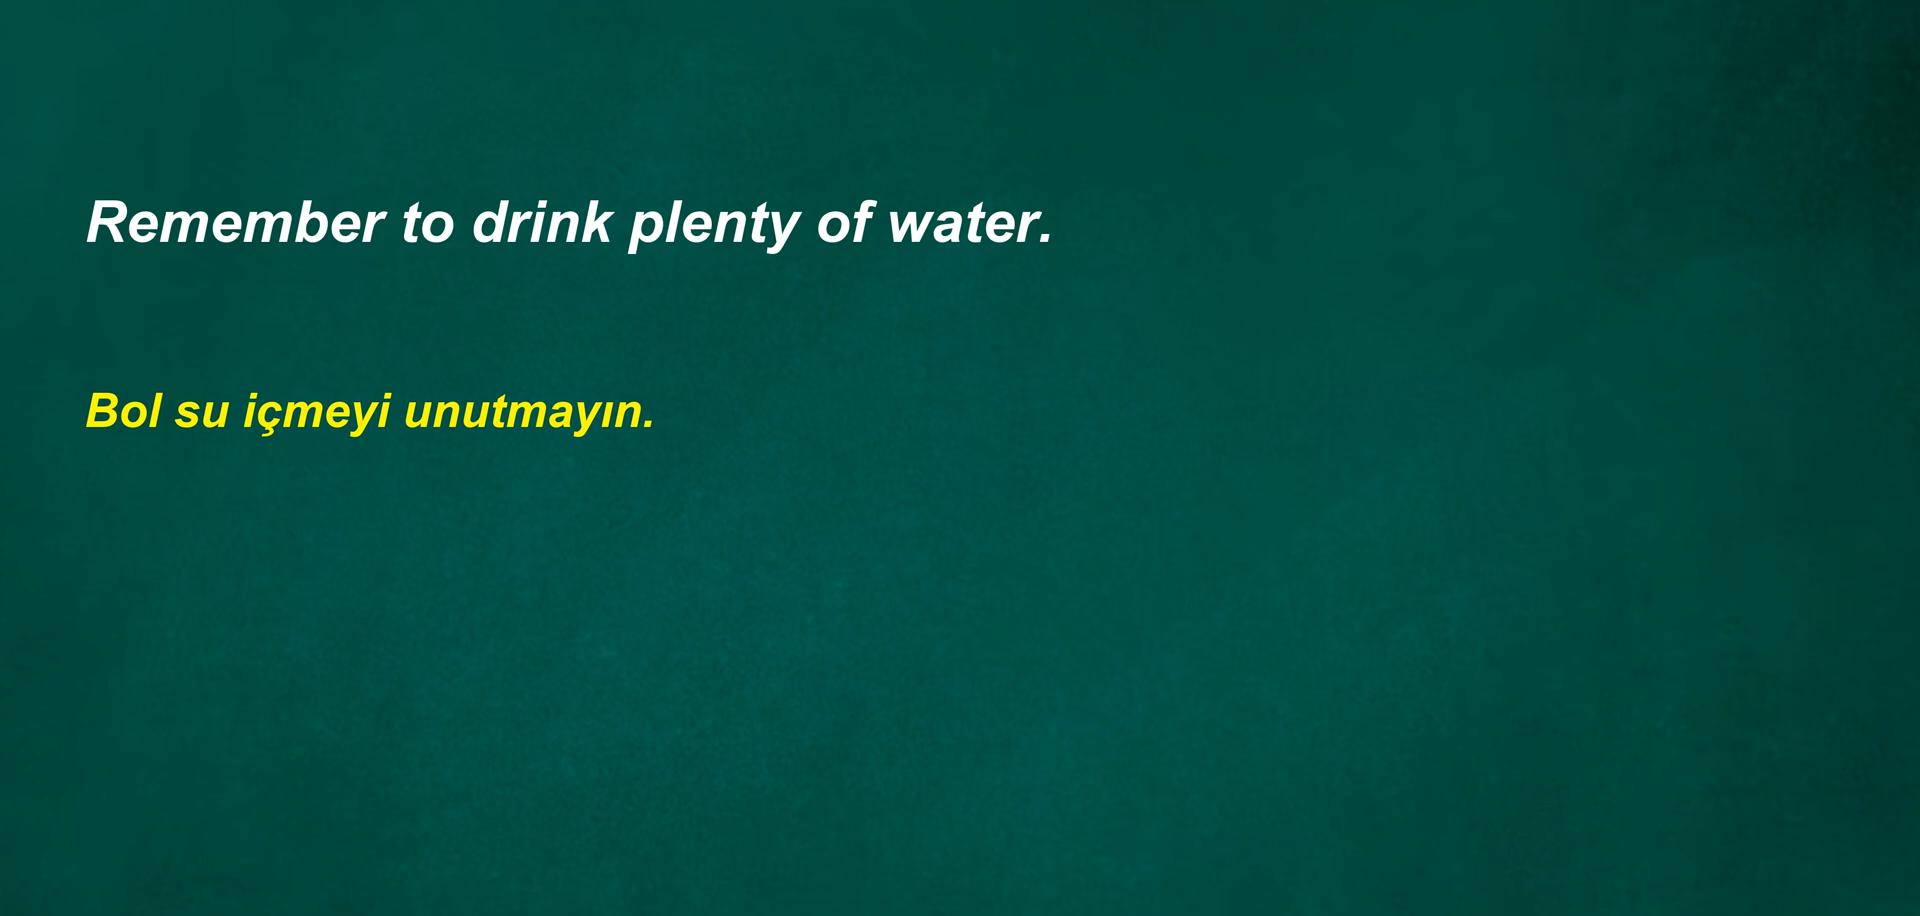 Remember to drink plenty of water.
Bol su içmeyi unutmayın.